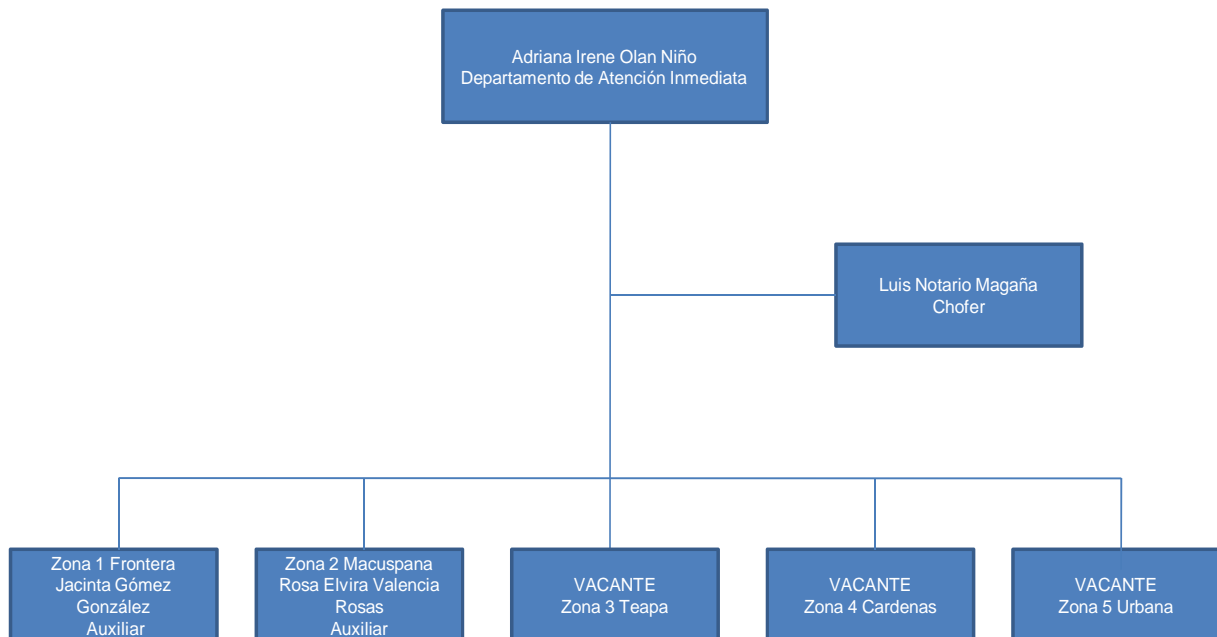 Adriana Irene Olan Niño
Departamento de Atención Inmediata
Luis Notario Magaña
Chofer
Zona 1 Frontera
Jacinta Gómez
González
Auxiliar
Zona 2 Macuspana
Rosa Elvira Valencia
Rosas
Auxiliar
VACANTE
Zona 3 Teapa
VACANTE
Zona 4 Cardenas
VACANTE
Zona 5 Urbana